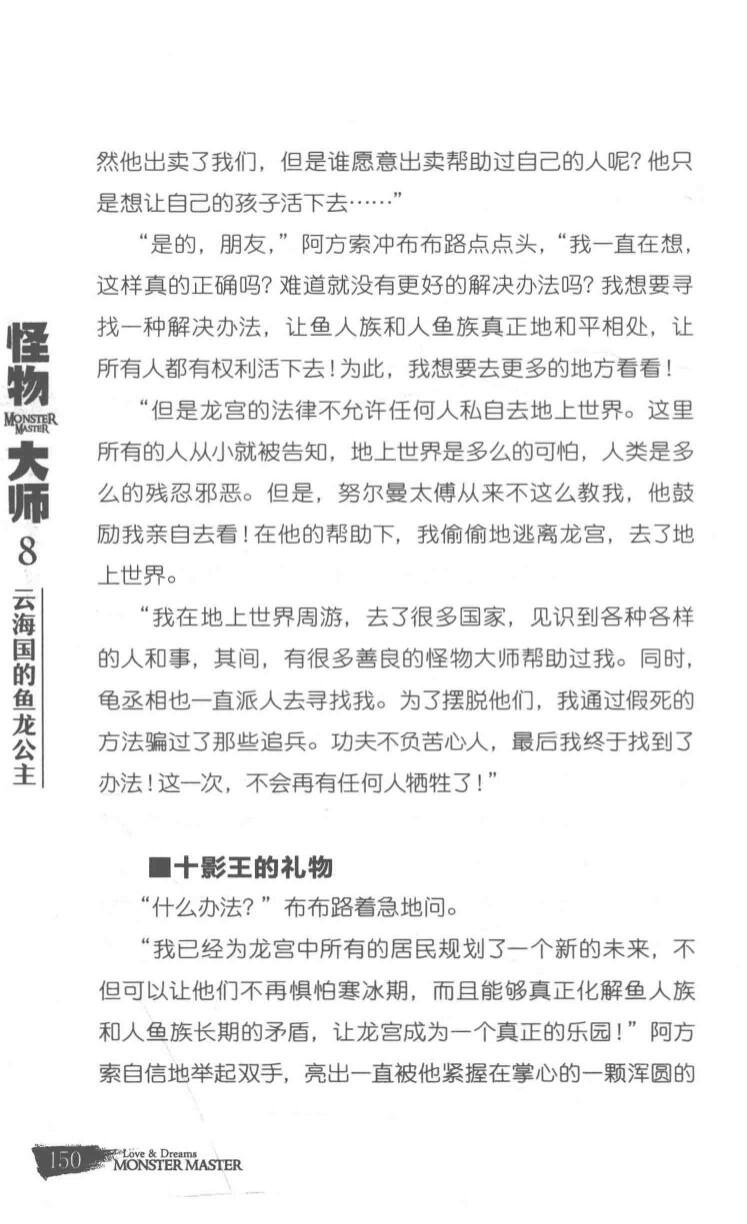 然他出卖了我们，但是谁愿意出卖帮助过自己的人呢？他只
是想让自己的孩子活下去……”
“是的，朋友，”阿方索冲布布路点点头，“我一直在想，
这样真的正确吗？难道就没有更好的解决办法吗？我想要寻
找一种解决办法，让鱼人族和人鱼族真正地和平相处，让
所有人都有权利活下去！为此，我想要去更多的地方看看！
“但是龙宫的法律不允许任何人私自去地上世界。这里
所有的人从小就被告知，地上世界是多么的可怕，人类是多
么的残忍邪恶。但是，努尔曼太傅从来不这么教我，他鼓
励我亲自去看！在他的帮助下，我偷偷地逃离龙宫，去了地
上世界。
“我在地上世界周游，去了很多国家，见识到各种各样
的人和事，其间，有很多善良的怪物大师帮助过我。同时，
龟丞相也一直派人去寻找我。为了摆脱他们，我通过假死的
方法骗过了那些追兵。功夫不负苦心人，最后我终于找到了
办法！这一次，不会再有任何人牺牲了！”
■十影王的礼物
“什么办法？”布布路着急地问。
“我已经为龙宫中所有的居民规划了一个新的未来，不
但可以让他们不再惧怕寒冰期，而且能够真正化解鱼人族
和人鱼族长期的矛盾，让龙宫成为一个真正的乐园！”阿方
索自信地举起双手，亮出一直被他紧握在掌心的一颗浑圆的
怪物
MONSTER
MASTER
大师
8
云海国的鱼龙公主
150
Love & Dreams
MONSTER MASTER